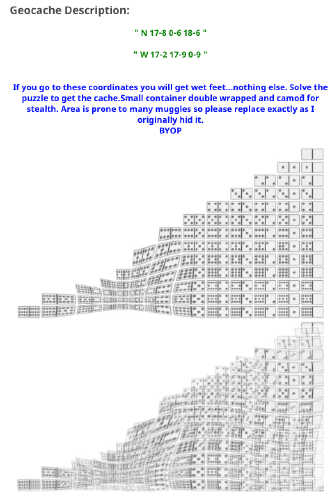 Geocache Description:
" N 17-8 0-6 18-6 "
" W 17-2 17-9 0-9 "
If you go to these coordinates you will get wet feet...nothing else. Solve the
puzzle to get the cache.Small container double wrapped and camod for
stealth. Area is prone to many muggles so please replace exactly as I
originally hid it.
BYOP